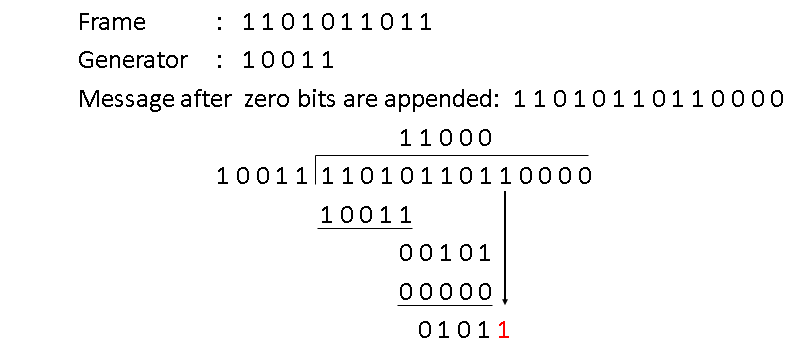 Frame : 1 1 0 1 0 1 1 0 1 1
Generator : 1 0 0 1 1
Message after zero bits are appended: 1 1 0 1 0 1 1 0 1 1 0 0 0 0
1 1 0 0 0
1 0 0 1 1 1 1 0 1 0 1 1 0 1 1 0 0 0 0
1 0 0 1 1
0 0 1 0 1
0 0 0 0 0
0 1 0 1 1